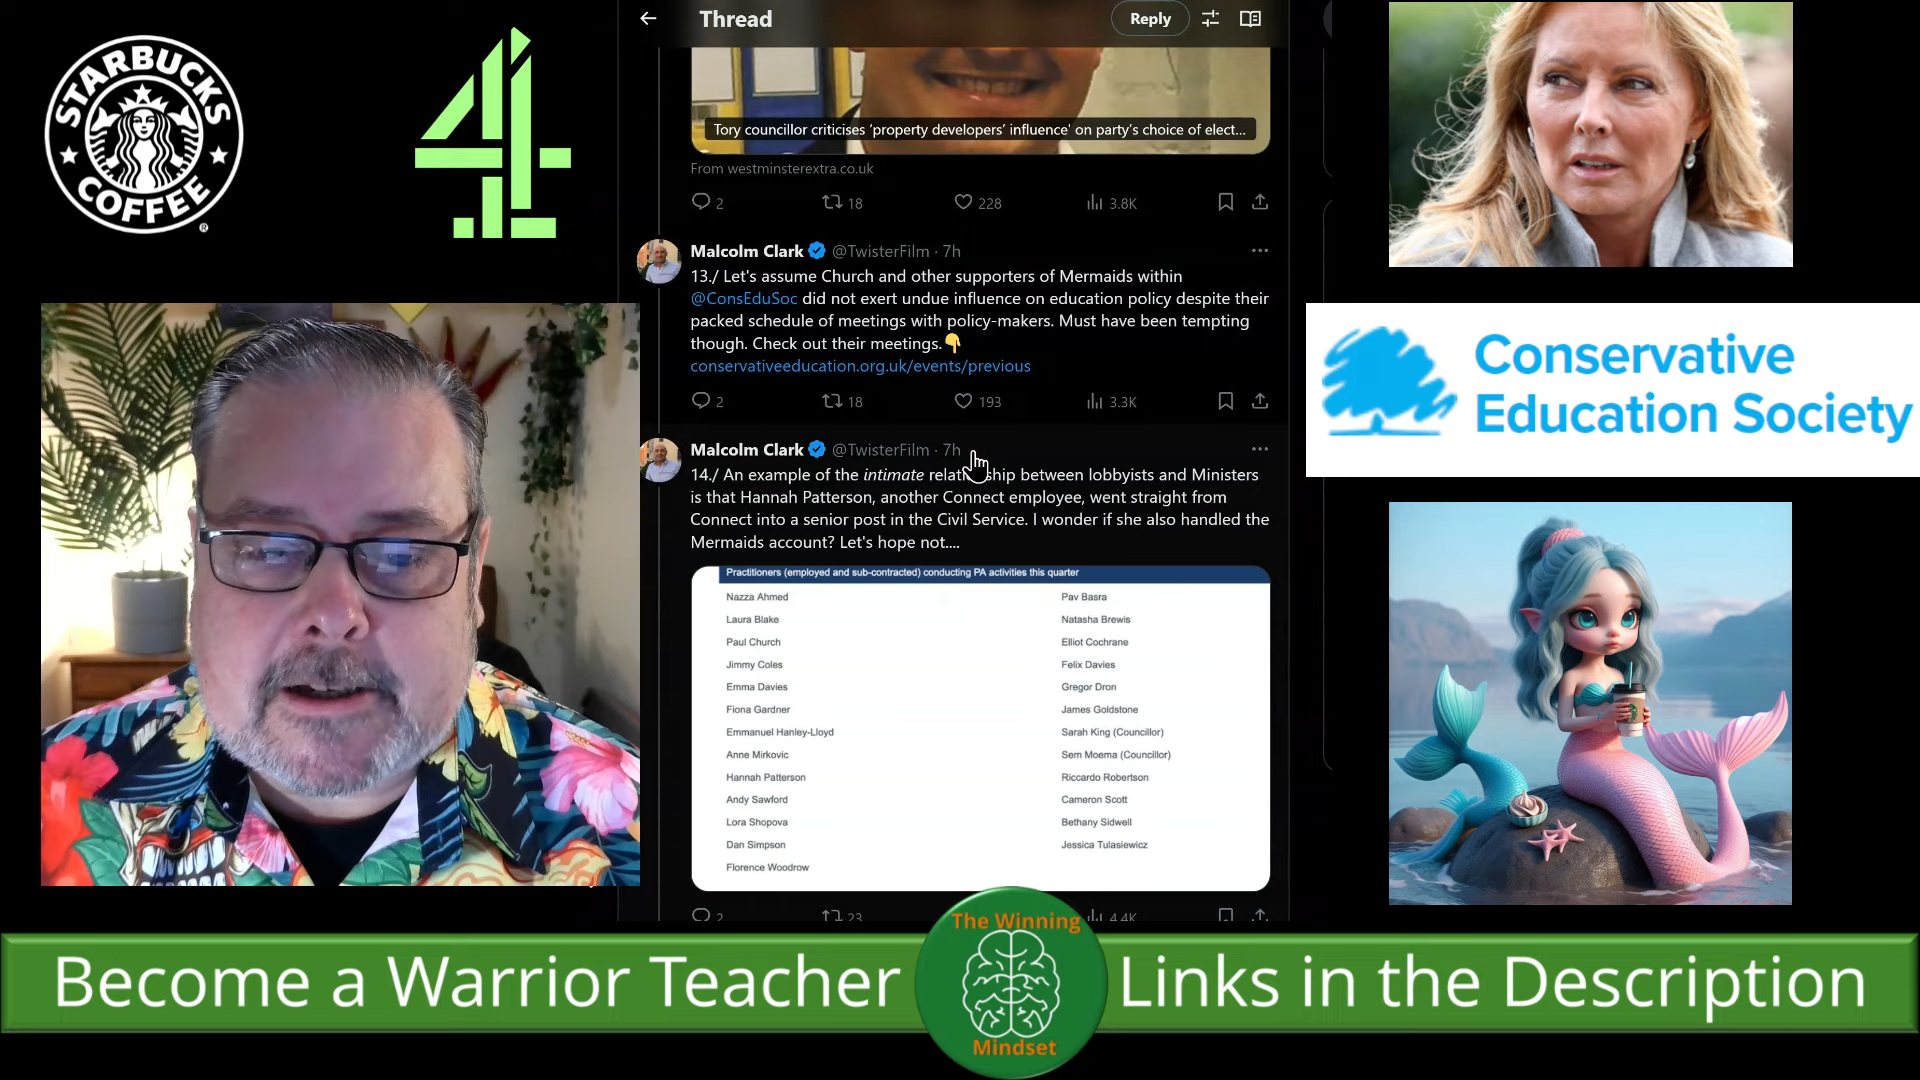 STARBUCKS
COFFEE
Thread
Reply
Tory councillor criticises ‘property developers’ influence' on party’s choice of elect...
From westminsterextra.co.uk
2 18 228 3.8K
Malcolm Clark @TwisterFilm · 7h
13./ Let's assume Church and other supporters of Mermaids within
@ConsEduSoc did not exert undue influence on education policy despite their
packed schedule of meetings with policy-makers. Must have been tempting
though. Check out their meetings.👇
conservativeeducation.org.uk/events/previous
2 18 193 3.3K
Malcolm Clark @TwisterFilm · 7h
14./ An example of the intimate relationship between lobbyists and Ministers
is that Hannah Patterson, another Connect employee, went straight from
Connect into a senior post in the Civil Service. I wonder if she also handled the
Mermaids account? Let's hope not....
Practitioners (employed and sub-contracted) conducting PA activities this quarter
Nazza Ahmed Pav Basra
Laura Blake Natasha Brewis
Paul Church Elliot Cochrane
Jimmy Coles Felix Davies
Emma Davies Gregor Dron
Fiona Gardner James Goldstone
Emmanuel Hanley-Lloyd Sarah King (Councillor)
Anne Mirkovic Sem Moema (Councillor)
Hannah Patterson Riccardo Robertson
Andy Sawford Cameron Scott
Lora Shopova Bethany Sidwell
Dan Simpson Jessica Tulasiewicz
Florence Woodrow
2 23 4.4K
Conservative
Education Society
Become a Warrior Teacher
The Winning
Mindset
Links in the Description